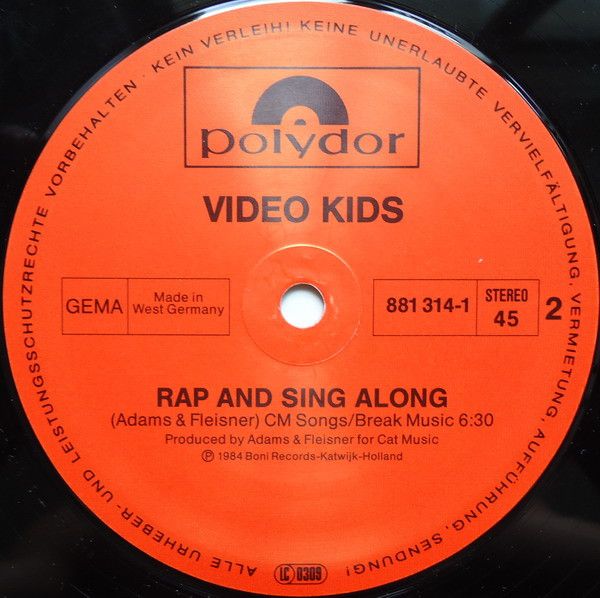 ALLE URHEBER- UND LEISTUNGSSCHUTZRECHTE VORBEHALTEN · KEIN VERLEIH! KEINE UNERLAUBTE VERVIELFÄLTIGUNG, VERMIETUNG, AUFFÜHRUNG, SENDUNG!
polydor
VIDEO KIDS
GEMA
Made in
West Germany
881 314-1
STEREO
45
2
RAP AND SING ALONG
(Adams & Fleisner) CM Songs/Break Music 6:30
Produced by Adams & Fleisner for Cat Music
Ⓟ 1984 Boni Records-Katwijk-Holland
LC 0309